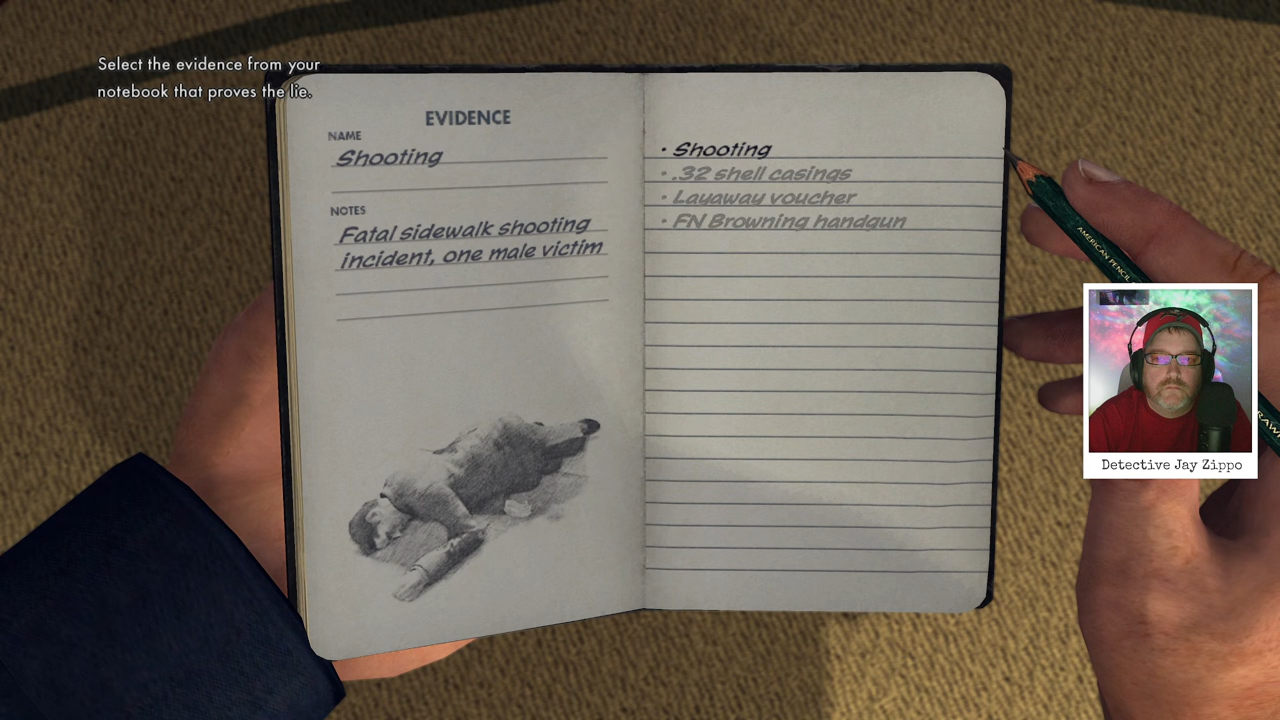 Select the evidence from your
notebook that proves the lie.
EVIDENCE
NAME
Shooting
NOTES
Fatal sidewalk shooting
incident, one male victim
• Shooting
• .32 shell casings
• Layaway voucher
• FN Browning handgun
AMERICAN PENCIL
Detective Jay Zippo